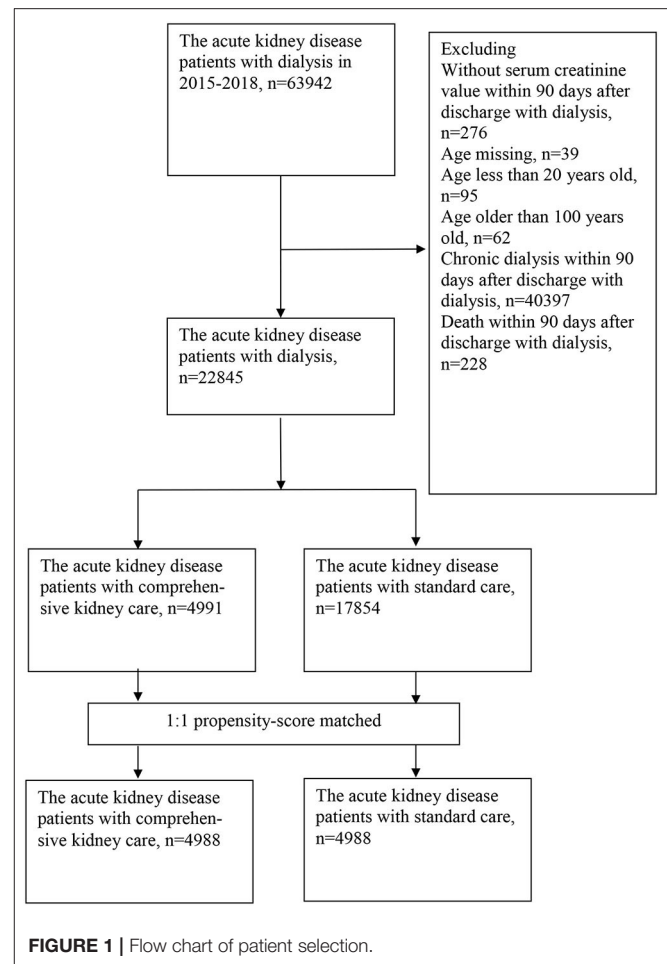 The acute kidney disease
patients with dialysis in
2015-2018, n=63942
Excluding
Without serum creatinine
value within 90 days after
discharge with dialysis,
n=276
Age missing, n=39
Age less than 20 years old,
n=95
Age older than 100 years
old, n=62
Chronic dialysis within 90
days after discharge with
dialysis, n=40397
Death within 90 days after
discharge with dialysis,
n=228
The acute kidney disease
patients with dialysis,
n=22845
The acute kidney disease
patients with comprehen-
sive kidney care, n=4991
The acute kidney disease
patients with standard care,
n=17854
1:1 propensity-score matched
The acute kidney disease
patients with comprehen-
sive kidney care, n=4988
The acute kidney disease
patients with standard care,
n=4988
FIGURE 1 | Flow chart of patient selection.